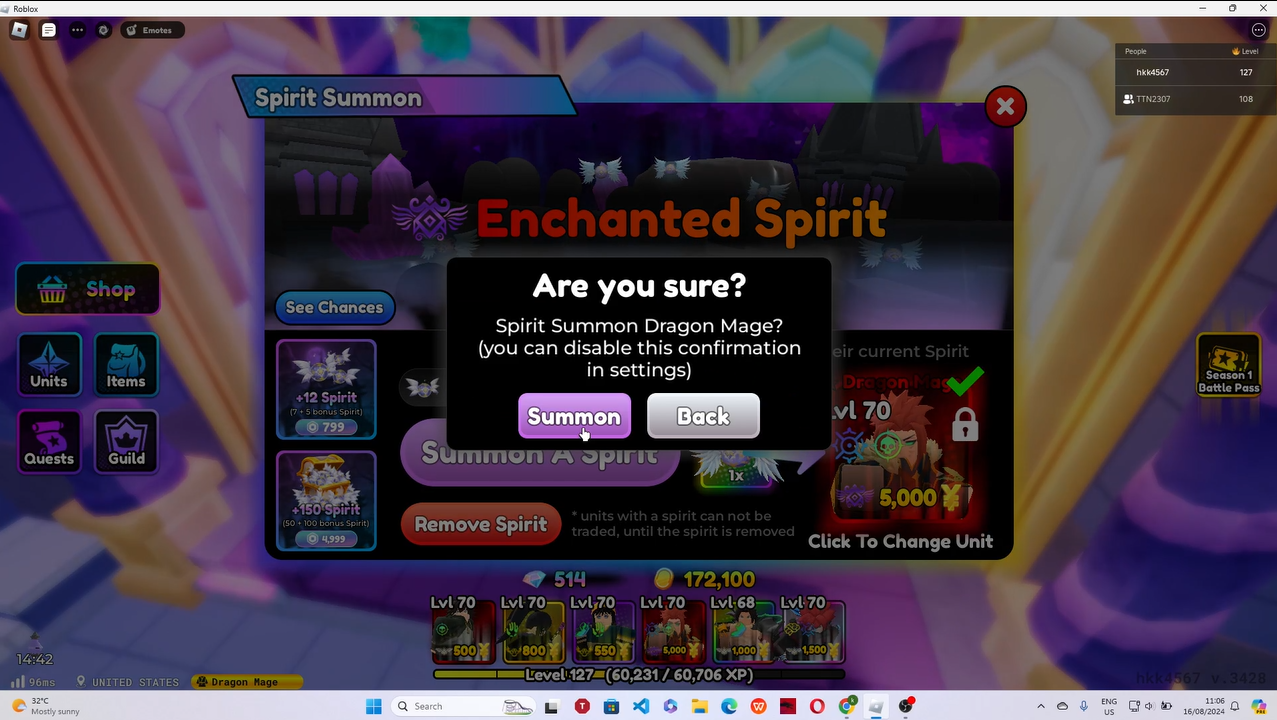 Roblox
Emotes
People Level
hkk4567 127
TTN2307 108
Spirit Summon
Enchanted Spirit
See Chances
Are you sure?
Spirit Summon Dragon Mage?
(you can disable this confirmation
in settings)
Summon
Back
Shop
Units
Items
Quests
Guild
+12 Spirit
(7 + 5 bonus Spirit)
799
+150 Spirit
(50 + 100 bonus Spirit)
4,999
Summon A Spirit
1x
Remove Spirit
* units with a spirit can not be
traded, until the spirit is removed
eir current Spirit
Dragon Mag
vl 70
5,000 ¥
Click To Change Unit
Season 1
Battle Pass
514 172,100
Lvl 70 Lvl 70 Lvl 70 Lvl 70 Lvl 68 Lvl 70
500 ¥ 800 ¥ 550 ¥ 5,000 ¥ 1,000 ¥ 1,500 ¥
Level 127 (60,231 / 60,706 XP)
14:42
96ms UNITED STATES Dragon Mage
hkk4567 v.3428
32°C
Mostly sunny
Search
ENG
US
11:06
16/08/2024